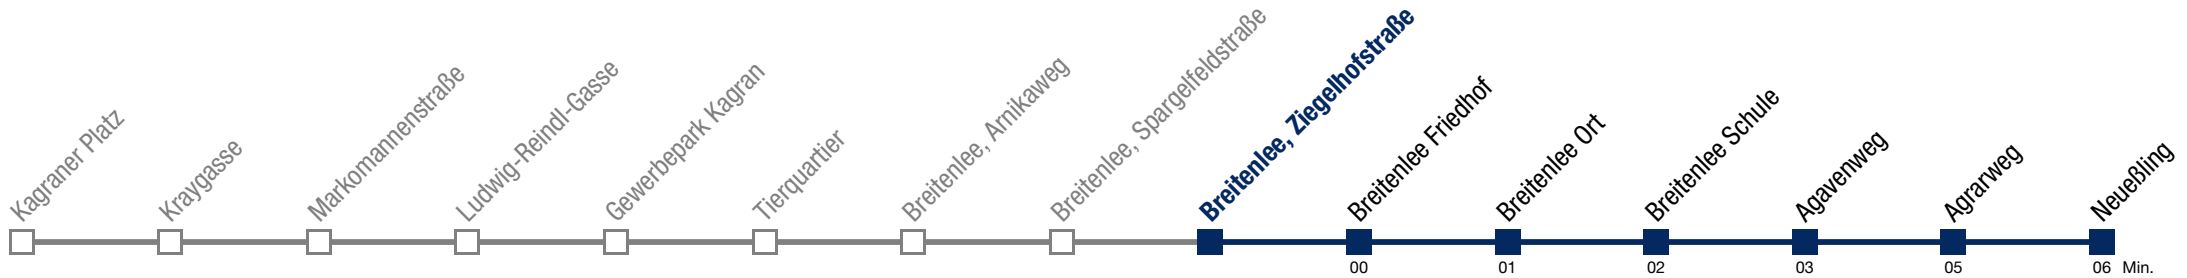 Kagraner Platz
Kraygasse
Markomannenstraße
Ludwig-Reindl-Gasse
Gewerbepark Kagran
Tierquartier
Breitenlee, Arnikaweg
Breitenlee, Spargelfeldstraße
Breitenlee, Ziegelhofstraße
Breitenlee Friedhof
Breitenlee Ort
Breitenlee Schule
Agavenweg
Agrarweg
Neueßling
00 01 02 03 05 06 Min.